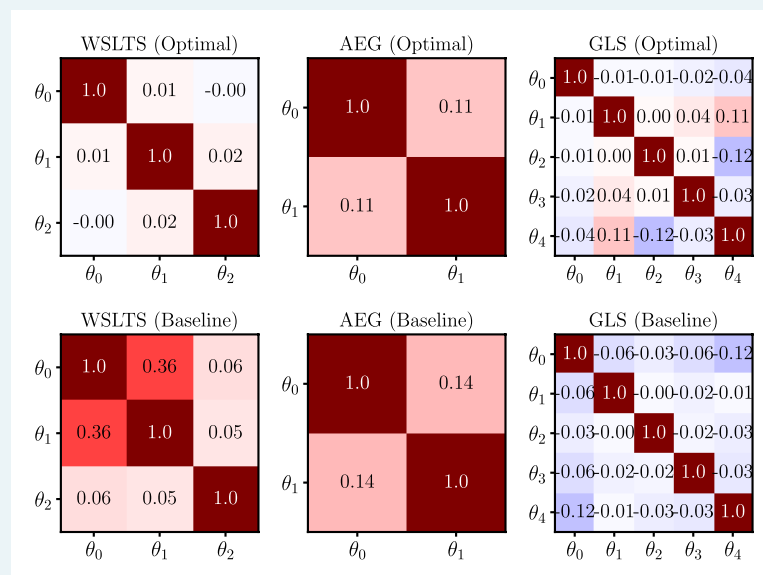 WSLTS (Optimal)
AEG (Optimal)
GLS (Optimal)
θ0 1.0 0.01 -0.00
θ1 0.01 1.0 0.02
θ2 -0.00 0.02 1.0
θ0 θ1 θ2
θ0 1.0 0.11
θ1 0.11 1.0
θ0 θ1
θ0 1.0 -0.01 -0.01 -0.02 -0.04
θ1 -0.01 1.0 0.00 0.04 0.11
θ2 -0.01 0.00 1.0 0.01 -0.12
θ3 -0.02 0.04 0.01 1.0 -0.03
θ4 -0.04 0.11 -0.12 -0.03 1.0
θ0 θ1 θ2 θ3 θ4
WSLTS (Baseline)
AEG (Baseline)
GLS (Baseline)
θ0 1.0 0.36 0.06
θ1 0.36 1.0 0.05
θ2 0.06 0.05 1.0
θ0 θ1 θ2
θ0 1.0 0.14
θ1 0.14 1.0
θ0 θ1
θ0 1.0 -0.06 -0.03 -0.06 -0.12
θ1 -0.06 1.0 -0.00 -0.02 -0.01
θ2 -0.03 -0.00 1.0 -0.02 -0.03
θ3 -0.06 -0.02 -0.02 1.0 -0.03
θ4 -0.12 -0.01 -0.03 -0.03 1.0
θ0 θ1 θ2 θ3 θ4